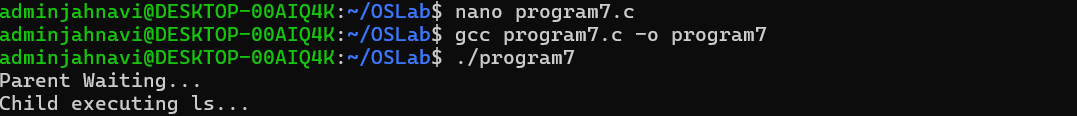 adminjahnavi@DESKTOP-00AIQ4K:~/OSLab$ nano program7.c
adminjahnavi@DESKTOP-00AIQ4K:~/OSLab$ gcc program7.c -o program7
adminjahnavi@DESKTOP-00AIQ4K:~/OSLab$ ./program7
Parent Waiting...
Child executing ls...